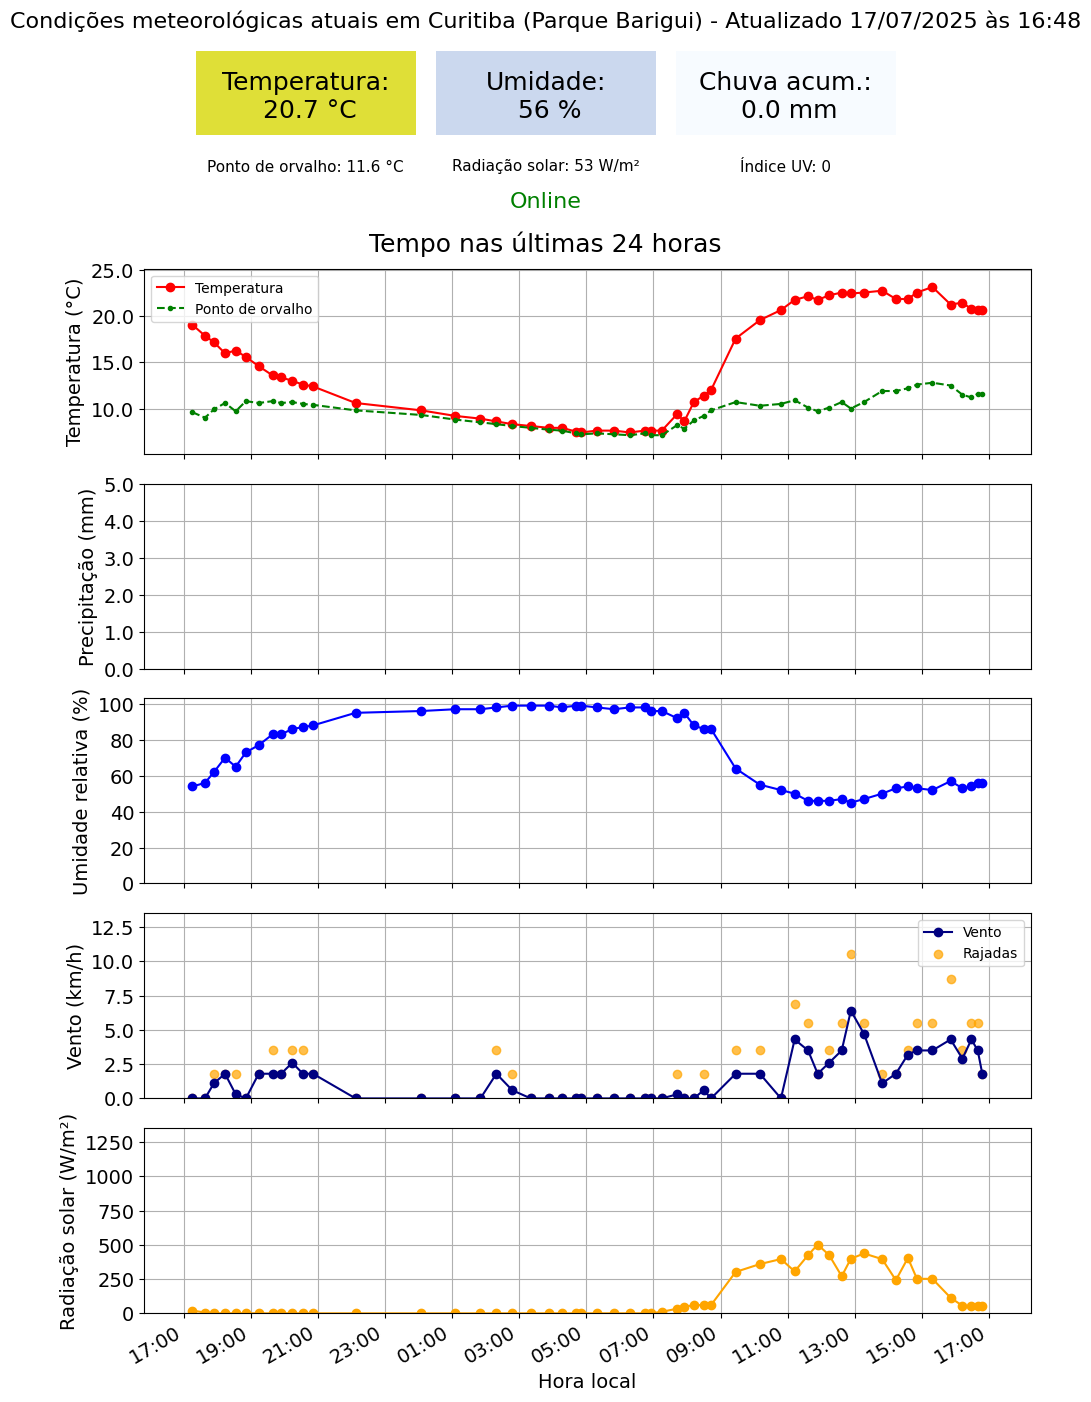 Condições meteorológicas atuais em Curitiba (Parque Barigui) - Atualizado 17/07/2025 às 16:48
Temperatura:
20.7 °C
Umidade:
56 %
Chuva acum.:
0.0 mm
Ponto de orvalho: 11.6 °C
Radiação solar: 53 W/m²
Índice UV: 0
Online
Tempo nas últimas 24 horas
Temperatura (°C)
25.0
20.0
15.0
10.0
Temperatura
Ponto de orvalho
Precipitação (mm)
5.0
4.0
3.0
2.0
1.0
0.0
Umidade relativa (%)
100
80
60
40
20
0
Vento (km/h)
12.5
10.0
7.5
5.0
2.5
0.0
Vento
Rajadas
Radiação solar (W/m²)
1250
1000
750
500
250
0
17:00
19:00
21:00
23:00
01:00
03:00
05:00
07:00
09:00
11:00
13:00
15:00
17:00
Hora local